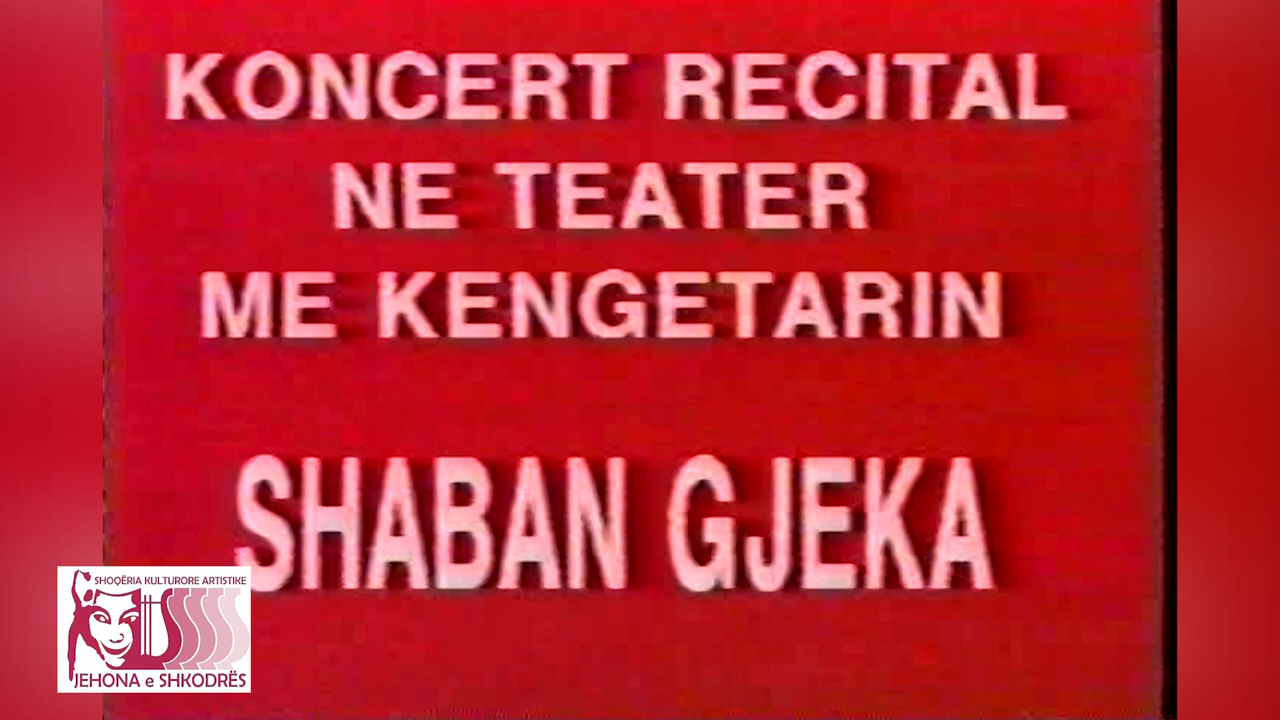 KONCERT RECITAL
NE TEATER
ME KENGETARIN
SHABAN GJEKA
SHOQËRIA KULTURORE ARTISTIKE
JEHONA e SHKODRËS